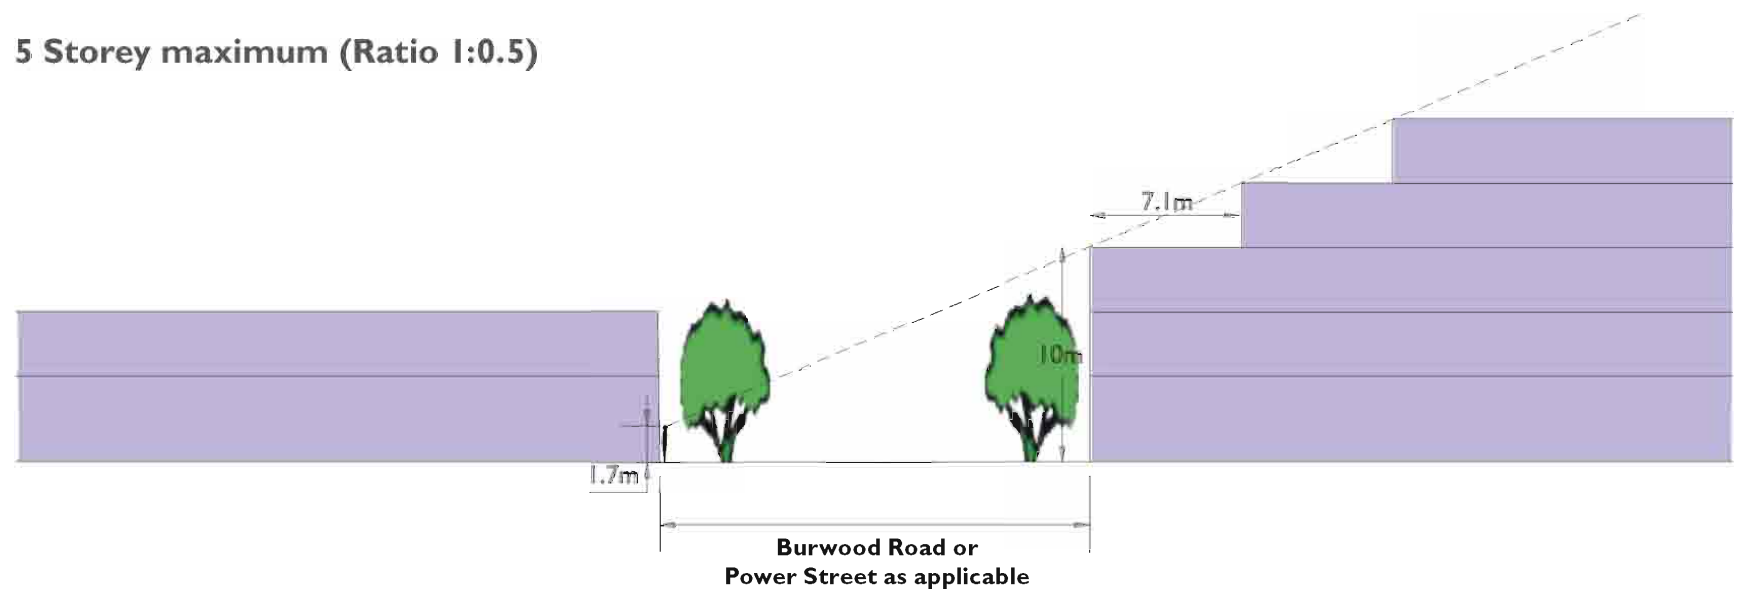 5 Storey maximum (Ratio 1:0.5)
7.1m
10m
1.7m
Burwood Road or
Power Street as applicable